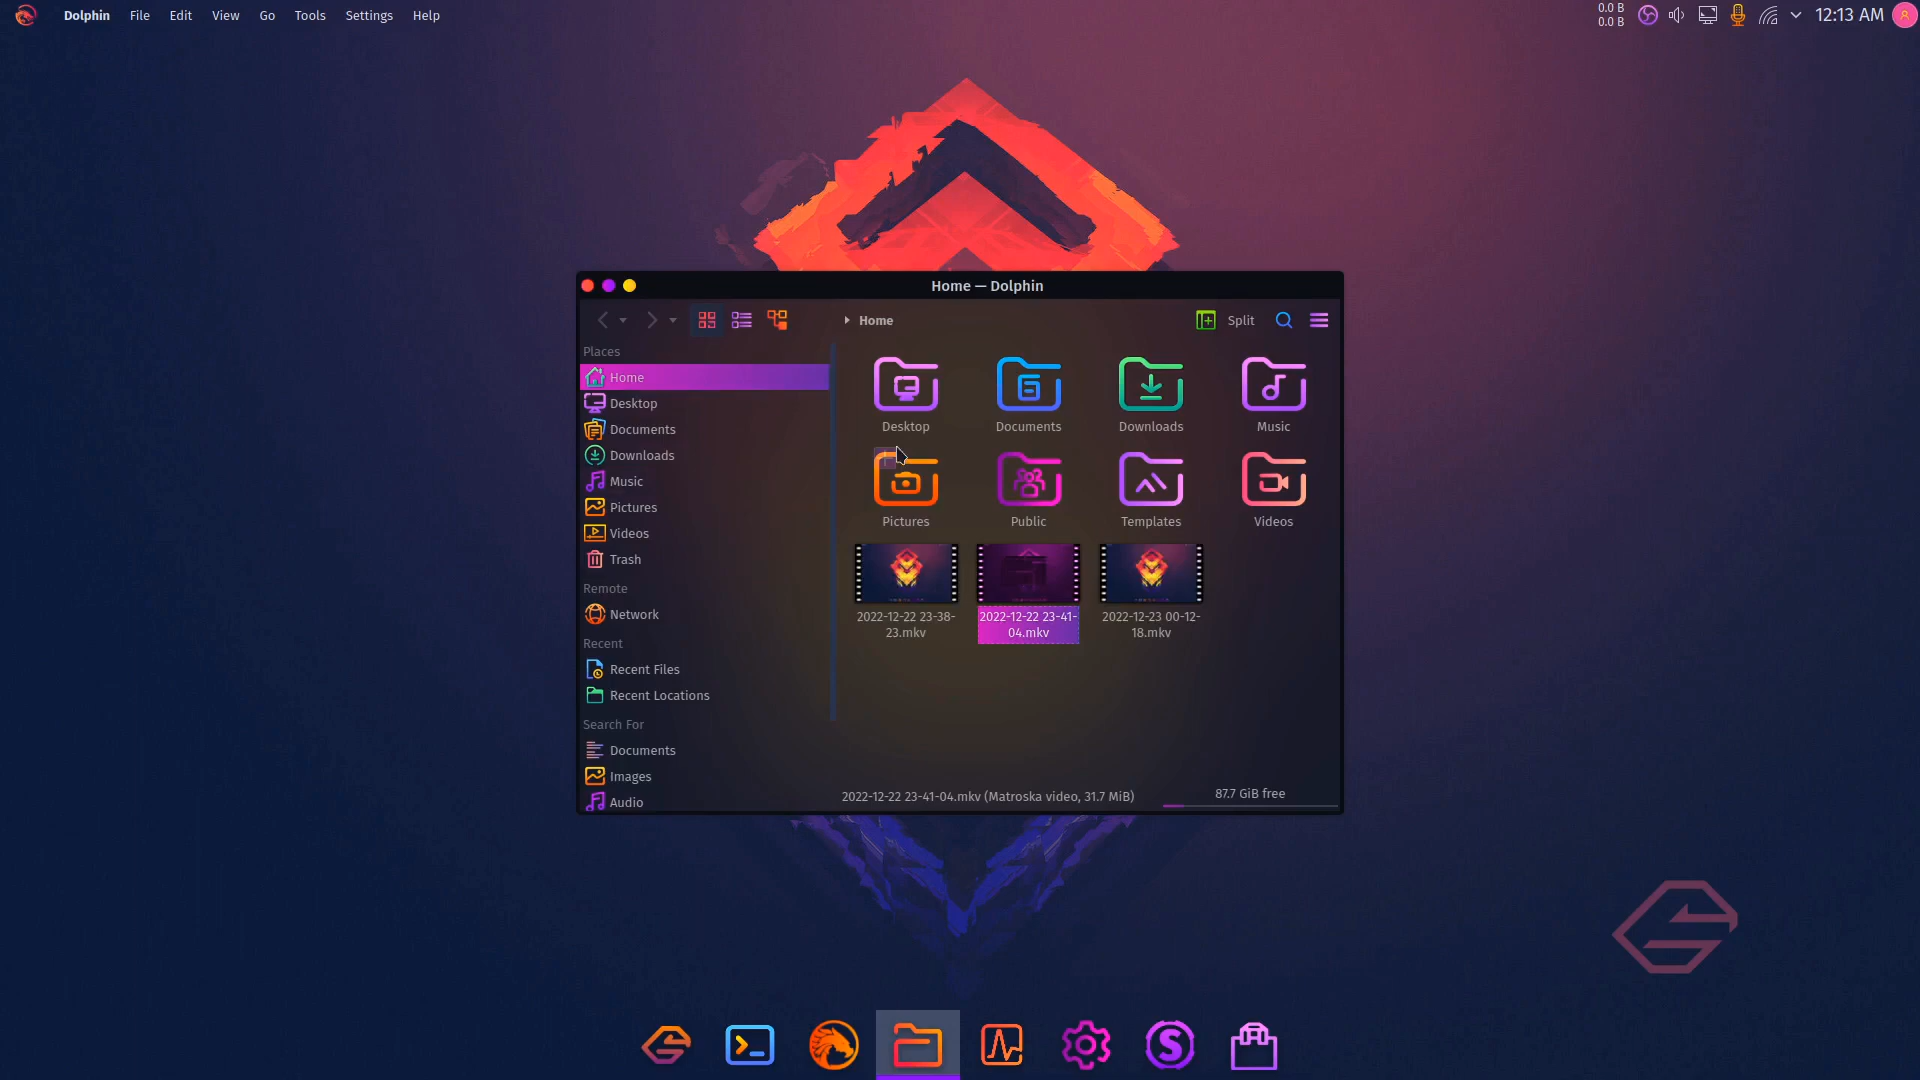 Dolphin File Edit View Go Tools Settings Help
0.0 B
0.0 B
12:13 AM
Home — Dolphin
Home
Split
Places
Home
Desktop
Documents
Downloads
Music
Pictures
Videos
Trash
Remote
Network
Recent
Recent Files
Recent Locations
Search For
Documents
Images
Audio
Desktop Documents Downloads Music
Pictures Public Templates Videos
2022-12-22 23-38-
23.mkv
2022-12-22 23-41-
04.mkv
2022-12-23 00-12-
18.mkv
2022-12-22 23-41-04.mkv (Matroska video, 31.7 MiB)
87.7 GiB free